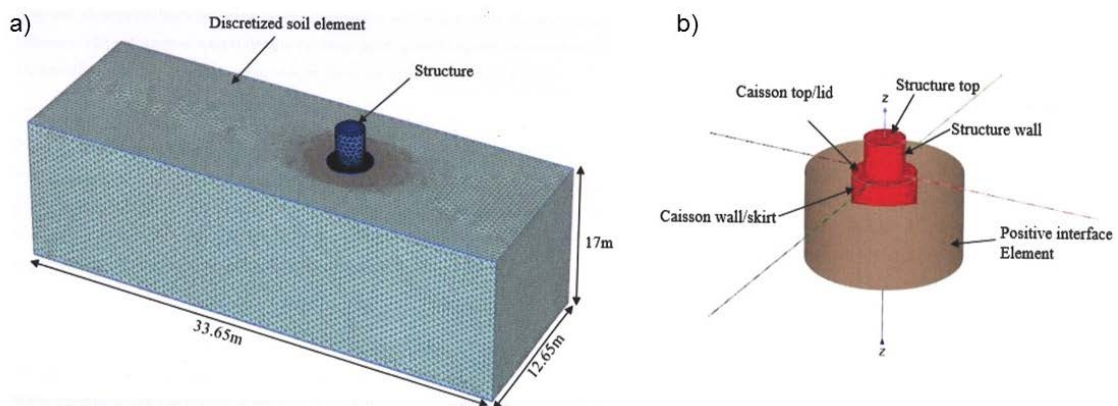 a)
Discretized soil element
Structure
17m
33.65m
12.65m
b)
Structure top
Caisson top/lid
z
Structure wall
Caisson wall/skirt
Positive interface
Element
z